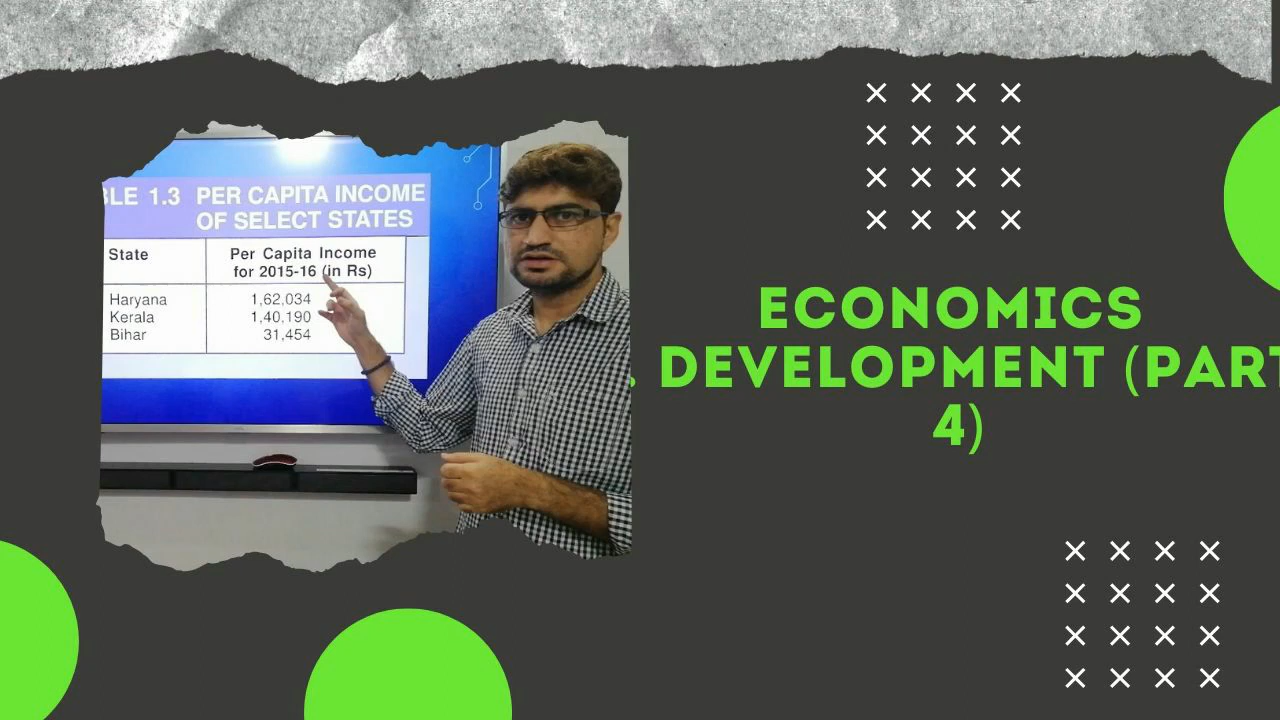 BLE 1.3 PER CAPITA INCOME
OF SELECT STATES
State Per Capita Income
for 2015-16 (in Rs)
Haryana 1,62,034
Kerala 1,40,190
Bihar 31,454
ECONOMICS
. DEVELOPMENT (PART
4)